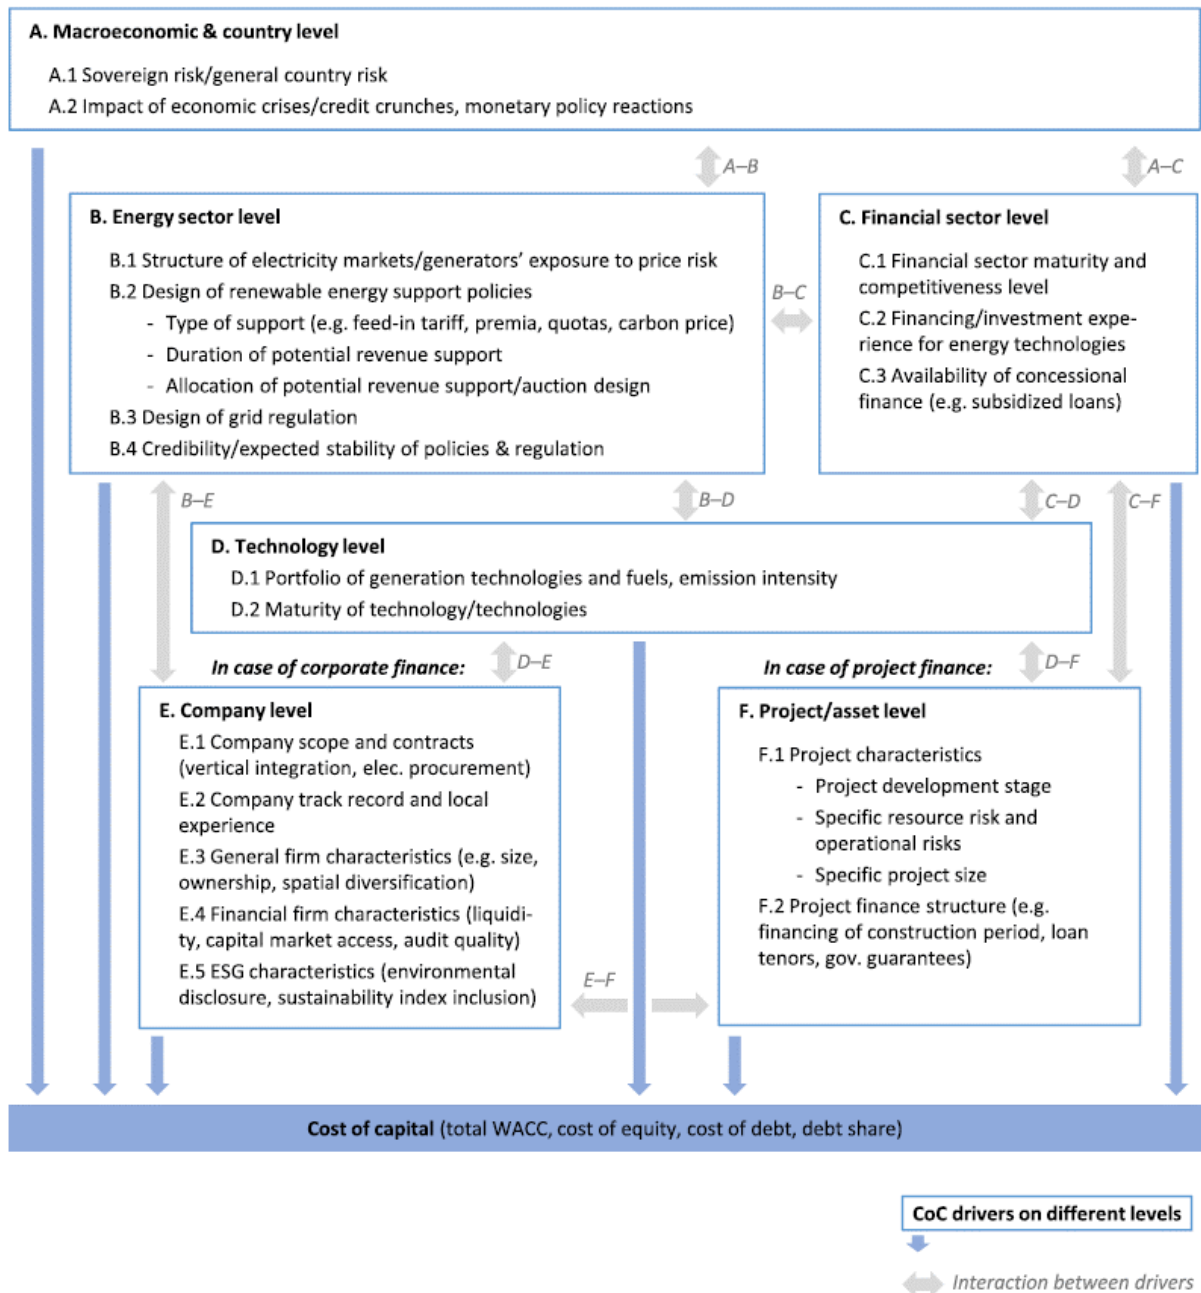 A. Macroeconomic & country level
A.1 Sovereign risk/general country risk
A.2 Impact of economic crises/credit crunches, monetary policy reactions
A–B
A–C
B. Energy sector level
B.1 Structure of electricity markets/generators’ exposure to price risk
B.2 Design of renewable energy support policies
- Type of support (e.g. feed-in tariff, premia, quotas, carbon price)
- Duration of potential revenue support
- Allocation of potential revenue support/auction design
B.3 Design of grid regulation
B.4 Credibility/expected stability of policies & regulation
B–C
C. Financial sector level
C.1 Financial sector maturity and
competitiveness level
C.2 Financing/investment expe-
rience for energy technologies
C.3 Availability of concessional
finance (e.g. subsidized loans)
B–E
B–D
C–D
C–F
D. Technology level
D.1 Portfolio of generation technologies and fuels, emission intensity
D.2 Maturity of technology/technologies
In case of corporate finance:
D–E
In case of project finance:
D–F
E. Company level
E.1 Company scope and contracts
(vertical integration, elec. procurement)
E.2 Company track record and local
experience
E.3 General firm characteristics (e.g. size,
ownership, spatial diversification)
E.4 Financial firm characteristics (liquidi-
ty, capital market access, audit quality)
E.5 ESG characteristics (environmental
disclosure, sustainability index inclusion)
E–F
F. Project/asset level
F.1 Project characteristics
- Project development stage
- Specific resource risk and
operational risks
- Specific project size
F.2 Project finance structure (e.g.
financing of construction period, loan
tenors, gov. guarantees)
Cost of capital (total WACC, cost of equity, cost of debt, debt share)
CoC drivers on different levels
Interaction between drivers